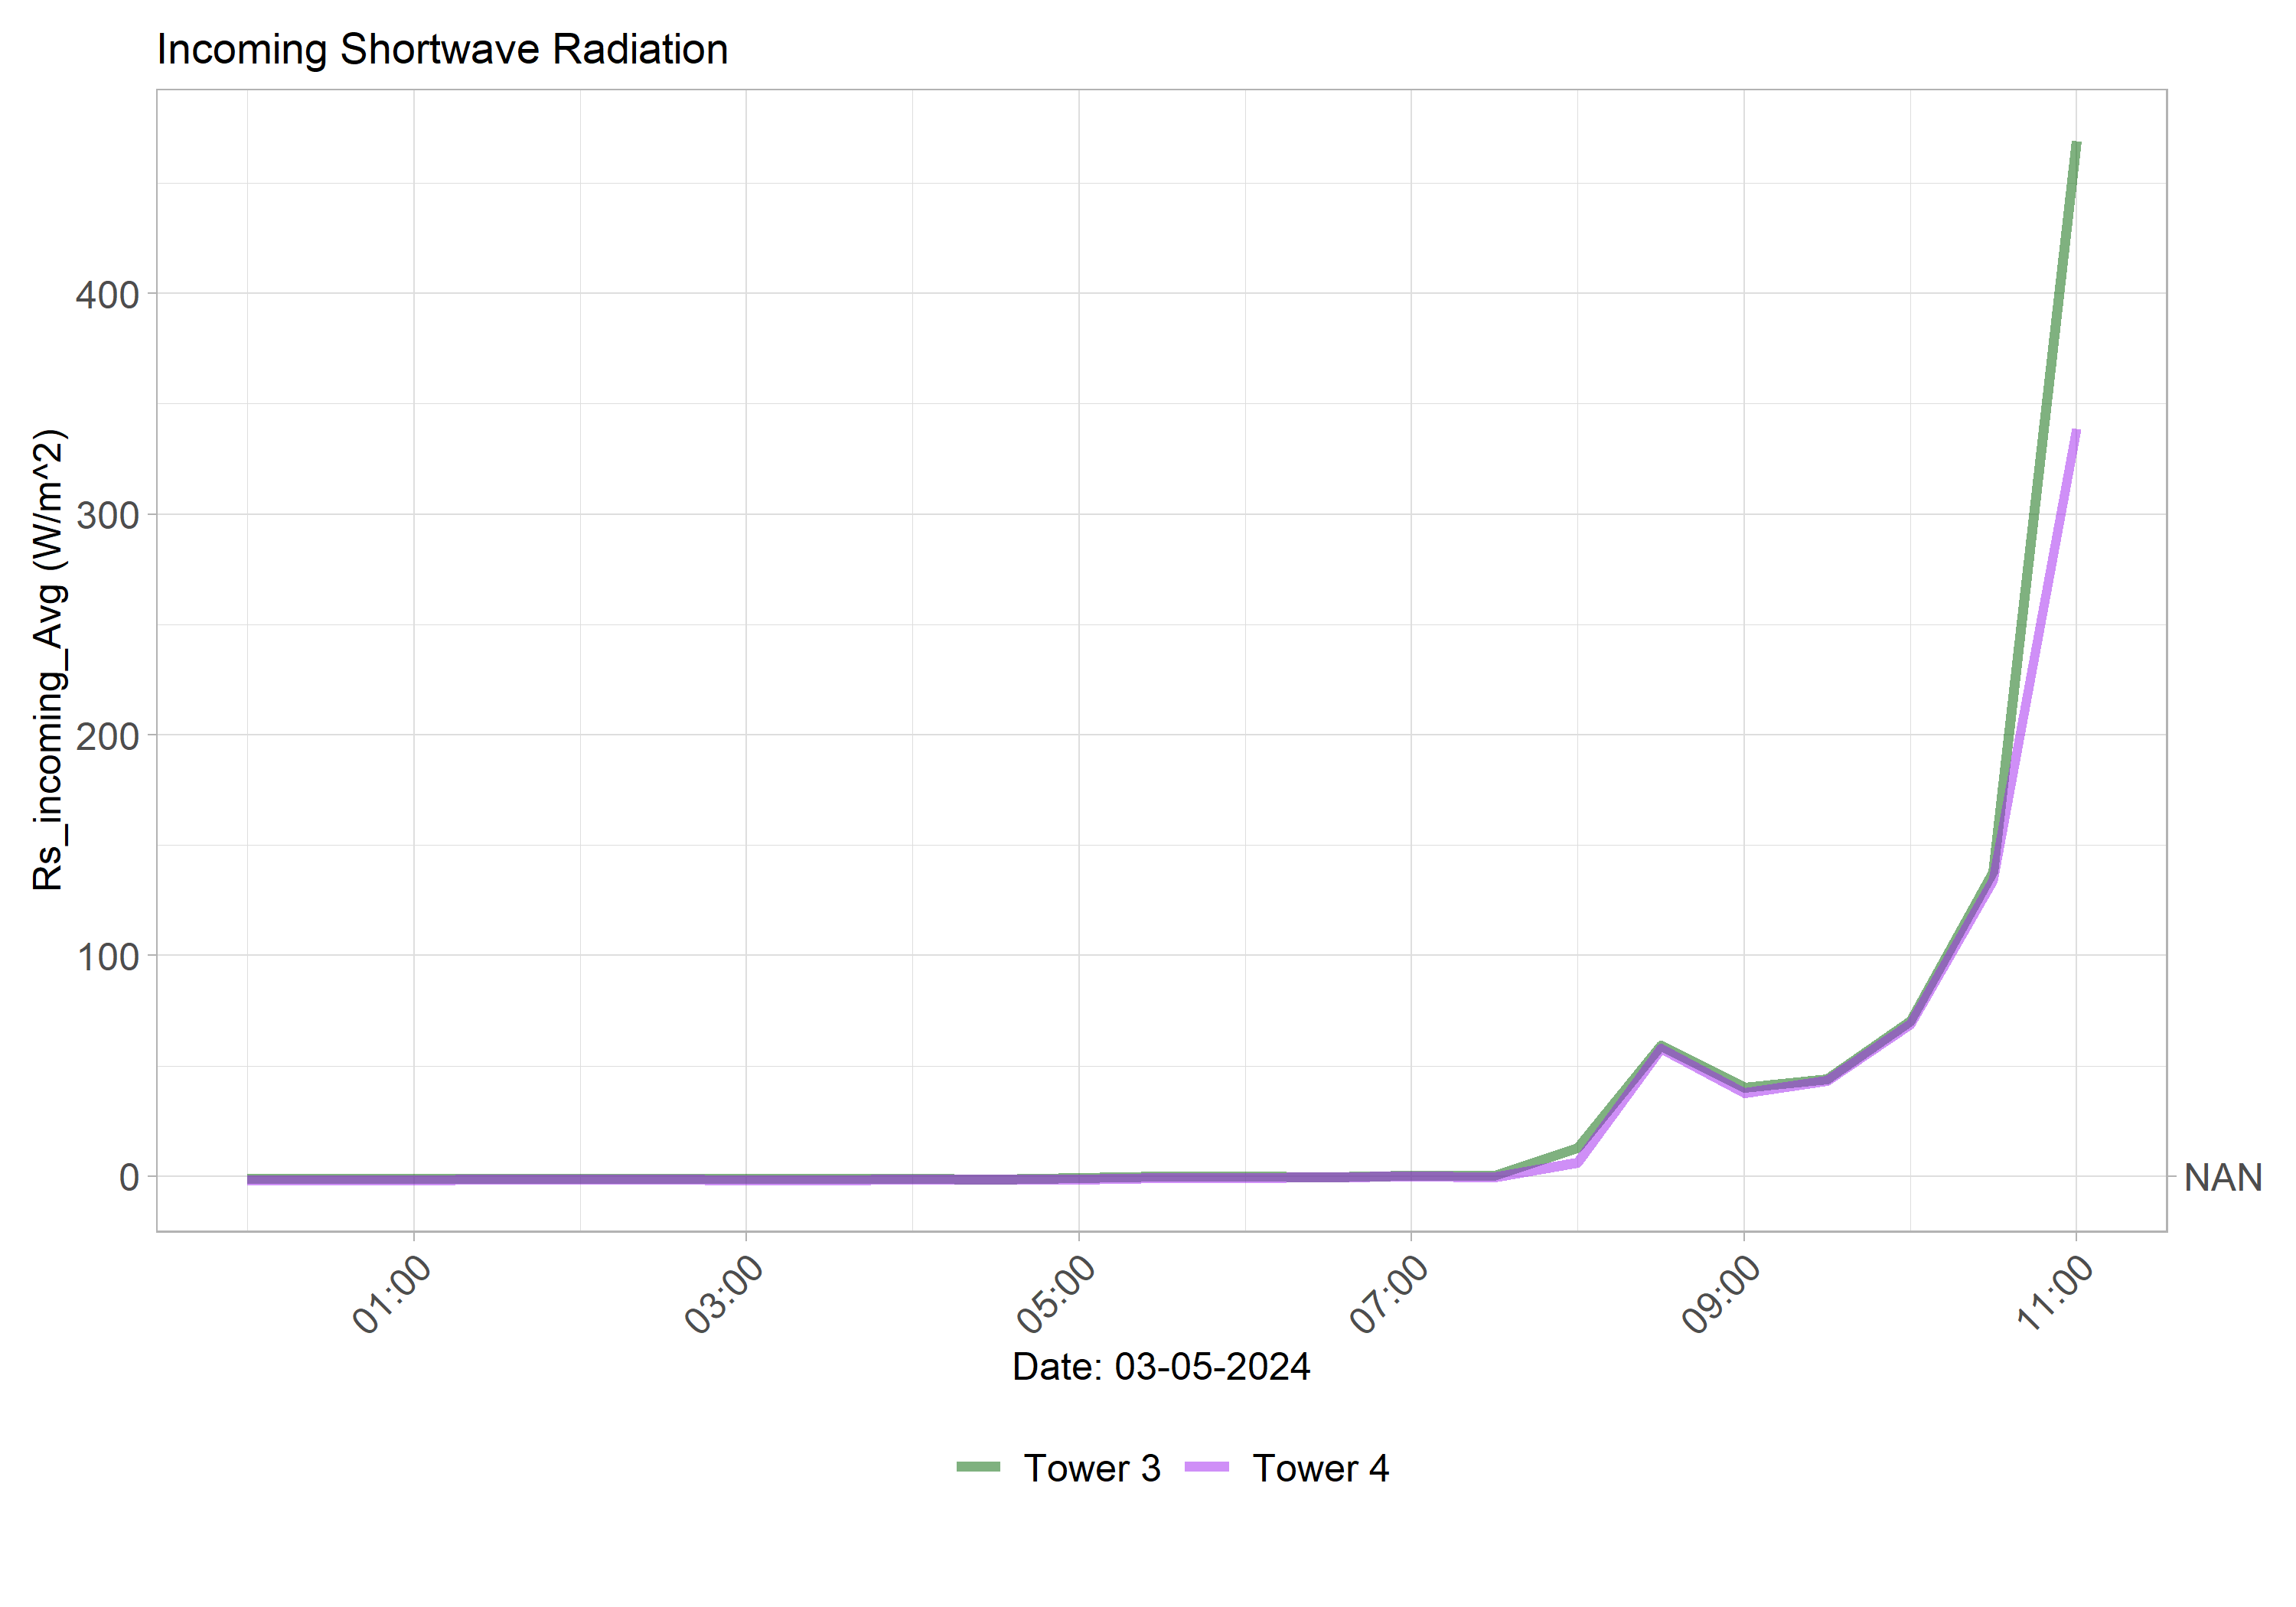 Incoming Shortwave Radiation
Rs_incoming_Avg (W/m^2)
400
300
200
100
0
NAN
01:00
03:00
05:00
07:00
09:00
11:00
Date: 03-05-2024
Tower 3
Tower 4